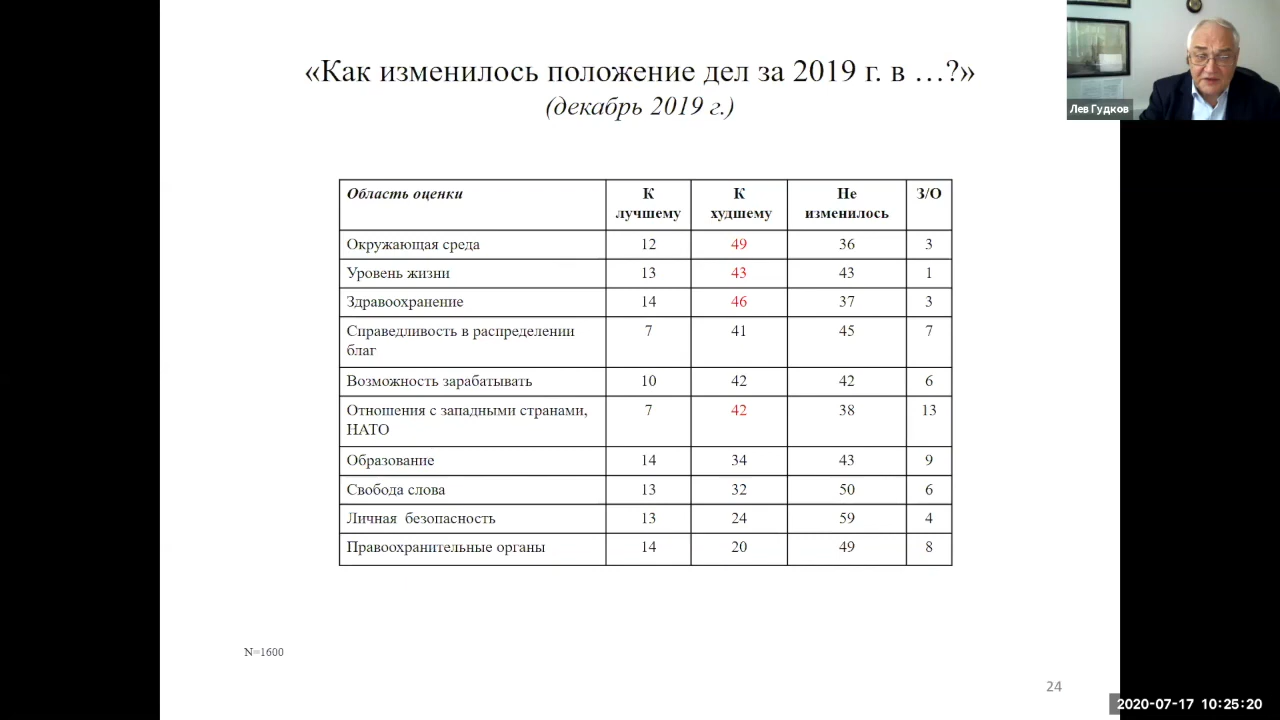 «Как изменилось положение дел за 2019 г. в …?»
(декабрь 2019 г.)
Лев Гудков
Область оценки К лучшему К худшему Не изменилось З/О
Окружающая среда 12 49 36 3
Уровень жизни 13 43 43 1
Здравоохранение 14 46 37 3
Справедливость в распределении благ 7 41 45 7
Возможность зарабатывать 10 42 42 6
Отношения с западными странами, НАТО 7 42 38 13
Образование 14 34 43 9
Свобода слова 13 32 50 6
Личная безопасность 13 24 59 4
Правоохранительные органы 14 20 49 8
N=1600
24
2020-07-17 10:25:20